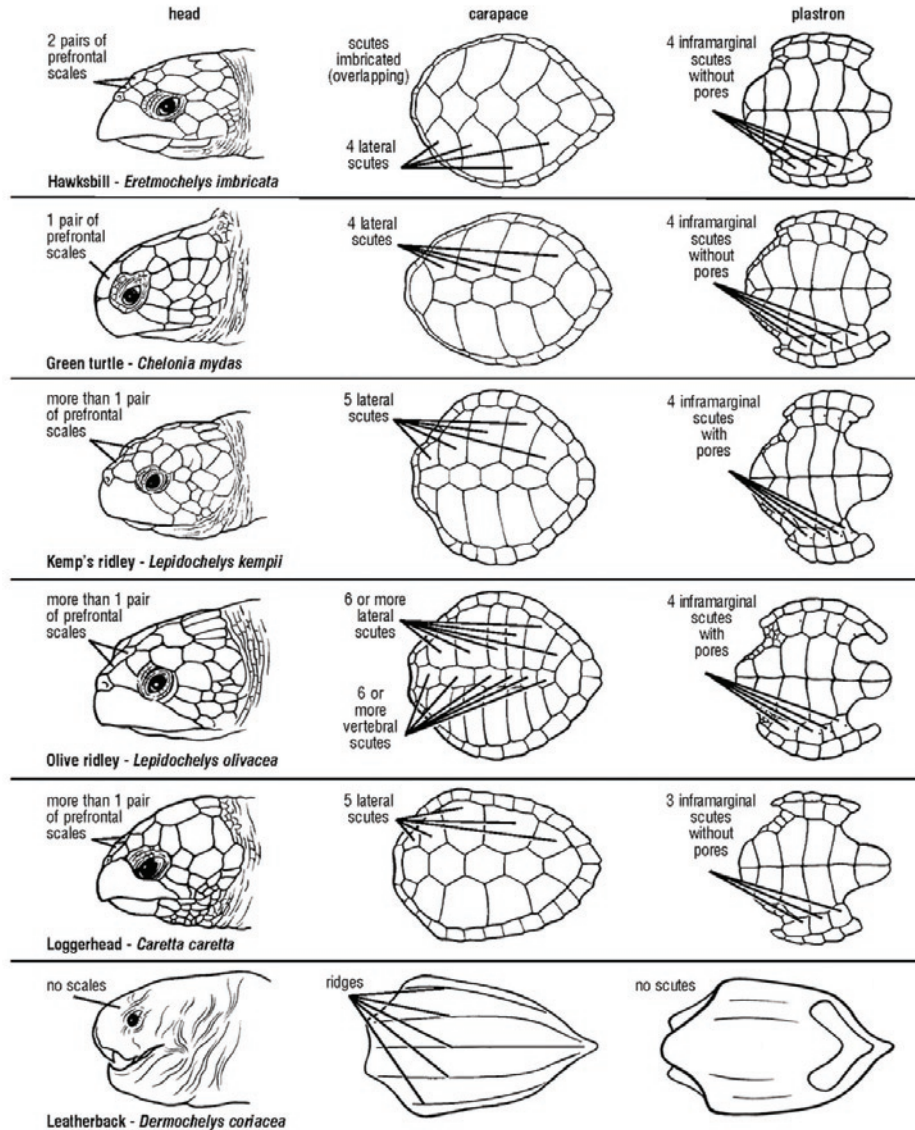 head
carapace
plastron
2 pairs of
prefrontal
scales
scutes
imbricated
(overlapping)
4 lateral
scutes
4 inframarginal
scutes
without
pores
Hawksbill - Eretmochelys imbricata
1 pair of
prefrontal
scales
4 lateral
scutes
4 inframarginal
scutes
without
pores
Green turtle - Chelonia mydas
more than 1 pair
of prefrontal
scales
5 lateral
scutes
4 inframarginal
scutes
with
pores
Kemp's ridley - Lepidochelys kempii
more than 1 pair
of prefrontal
scales
6 or more
lateral
scutes
6 or
more
vertebral
scutes
4 inframarginal
scutes
with
pores
Olive ridley - Lepidochelys olivacea
more than 1 pair
of prefrontal
scales
5 lateral
scutes
3 inframarginal
scutes
without
pores
Loggerhead - Caretta caretta
no scales
ridges
no scutes
Leatherback - Dermochelys coriacea